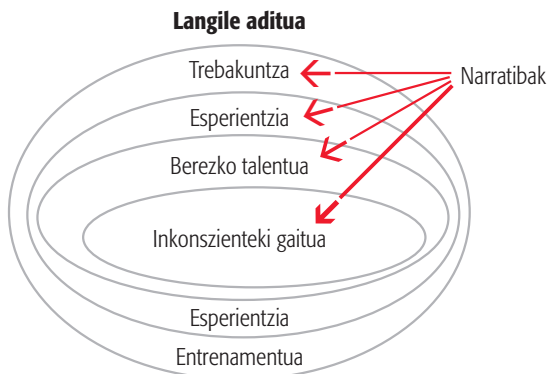 Langile aditua
Trebakuntza
Narratibak
Esperientzia
Berezko talentua
Inkonszienteki gaitua
Esperientzia
Entrenamentua